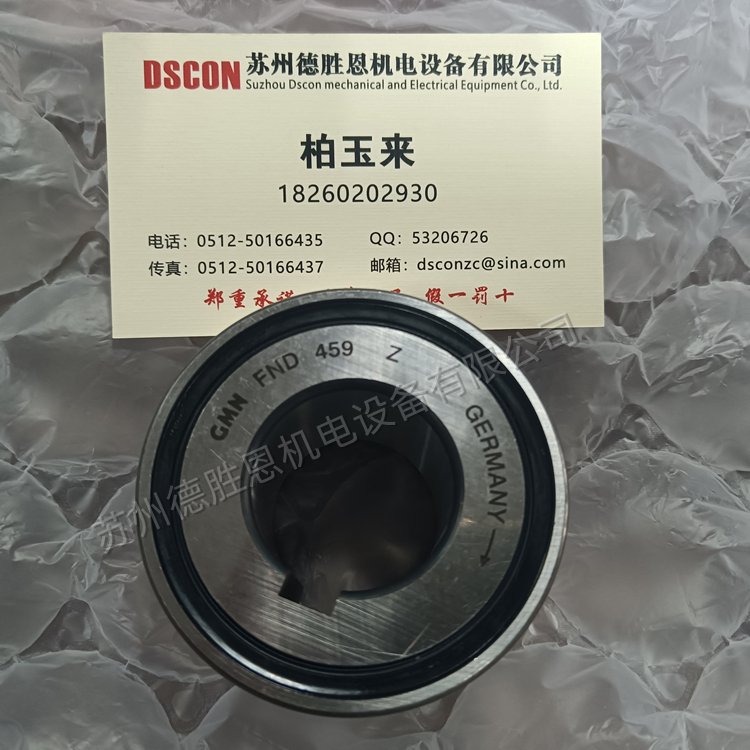 DSCON 苏州德胜恩机电设备有限公司
Suzhou Dscon mechanical and Electrical Equipment Co., Ltd.
柏玉来
18260202930
电话：0512-50166435 QQ：53206726
传真：0512-50166437 邮箱：dsconzc@sina.com
郑重承诺 假一罚十
GMN FND 459 Z GERMANY →
苏州德胜恩机电设备有限公司